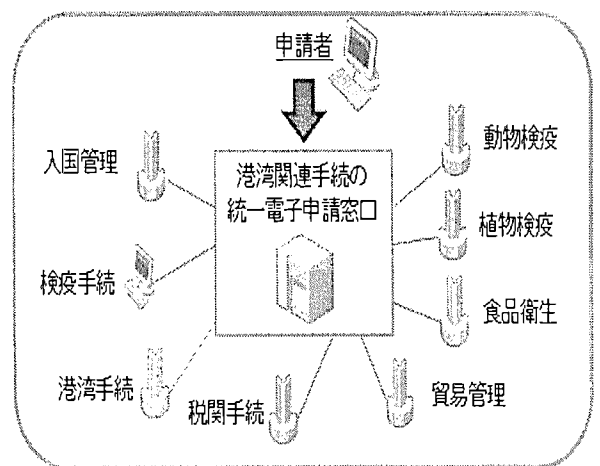 申請者
動物検疫
入国管理
港湾関連手続の
統一電子申請窓口
植物検疫
検疫手続
食品衛生
港湾手続
税関手続
貿易管理